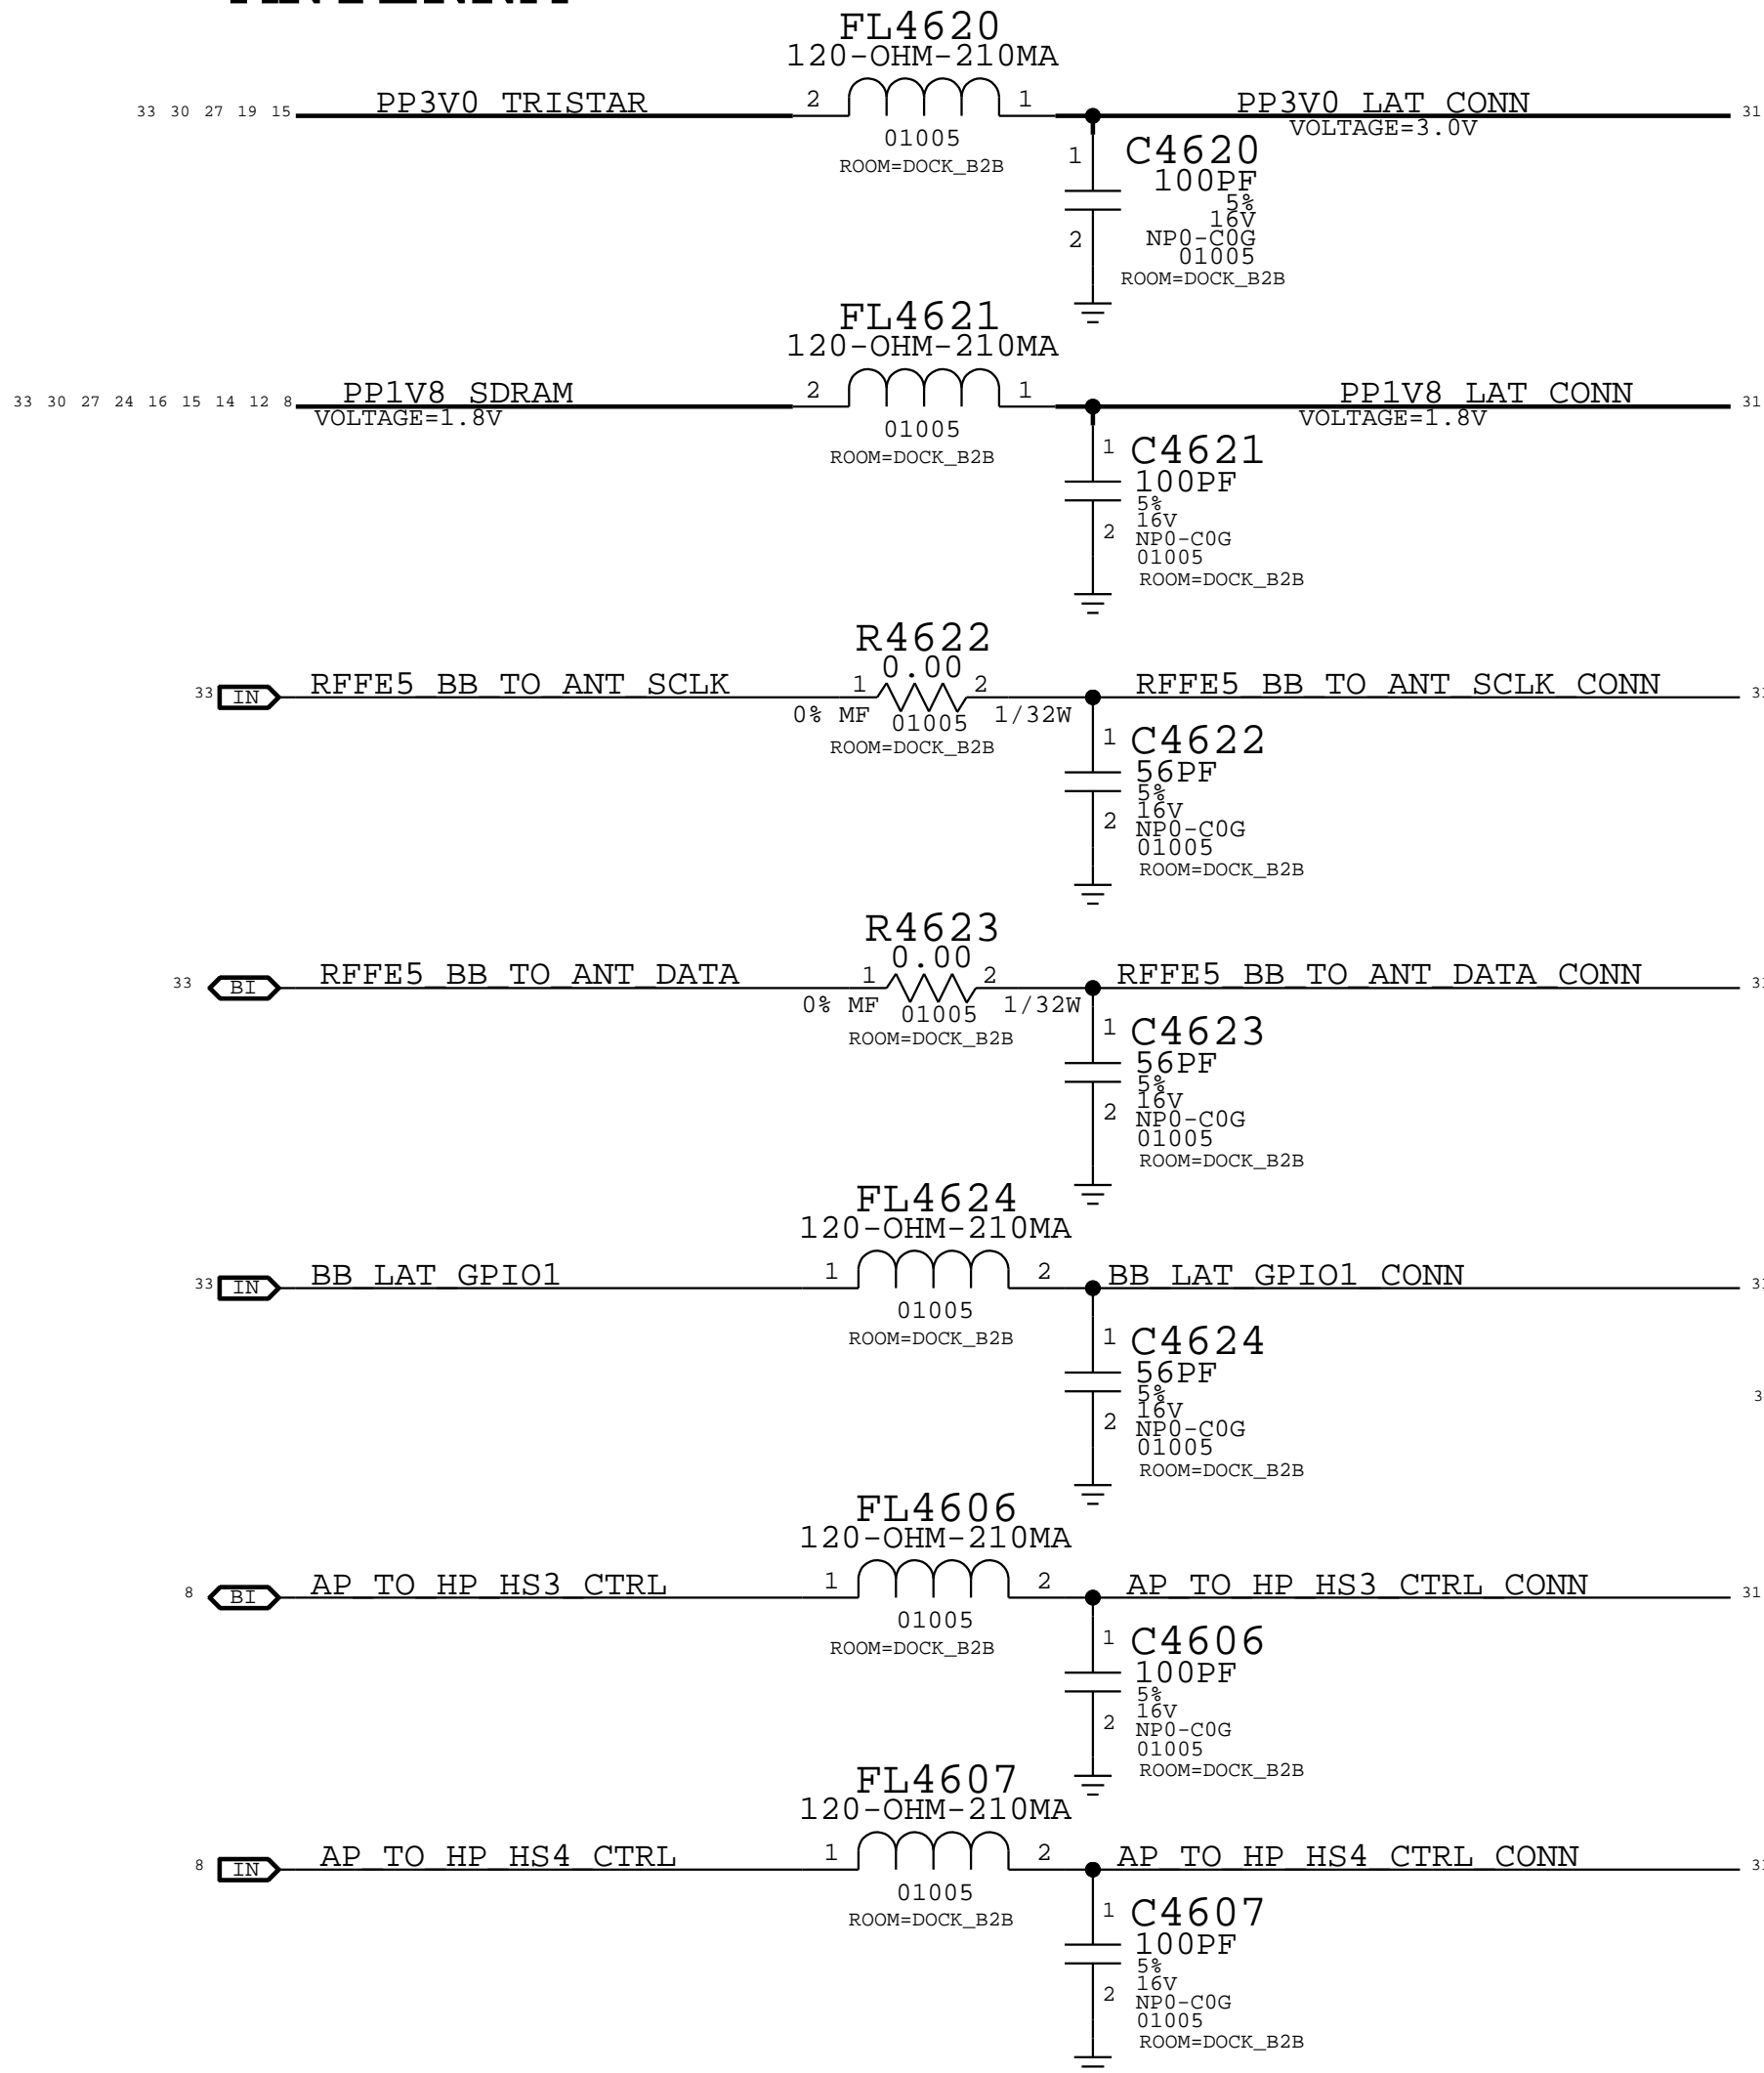 FL4620
120-OHM-210MA
33 30 27 19 15 PP3V0_TRISTAR 2 1 PP3V0_LAT_CONN 31
VOLTAGE=3.0V
01005
ROOM=DOCK_B2B
1 C4620
100PF
5%
16V
2 NP0-C0G
01005
ROOM=DOCK_B2B
FL4621
120-OHM-210MA
33 30 27 24 16 15 14 12 8 PP1V8_SDRAM 2 1 PP1V8_LAT_CONN 31
VOLTAGE=1.8V VOLTAGE=1.8V
01005
ROOM=DOCK_B2B
1 C4621
100PF
5%
16V
2 NP0-C0G
01005
ROOM=DOCK_B2B
R4622
0.00
33 IN RFFE5_BB_TO_ANT_SCLK 1 2 RFFE5_BB_TO_ANT_SCLK_CONN
0% MF 01005 1/32W
ROOM=DOCK_B2B
1 C4622
56PF
5%
16V
2 NP0-C0G
01005
ROOM=DOCK_B2B
R4623
0.00
33 BI RFFE5_BB_TO_ANT_DATA 1 2 RFFE5_BB_TO_ANT_DATA_CONN
0% MF 01005 1/32W
ROOM=DOCK_B2B
1 C4623
56PF
5%
16V
2 NP0-C0G
01005
ROOM=DOCK_B2B
FL4624
120-OHM-210MA
33 IN BB_LAT_GPIO1 1 2 BB_LAT_GPIO1_CONN
01005
ROOM=DOCK_B2B
1 C4624
56PF
5%
16V
2 NP0-C0G
01005
ROOM=DOCK_B2B
FL4606
120-OHM-210MA
8 BI AP_TO_HP_HS3_CTRL 1 2 AP_TO_HP_HS3_CTRL_CONN 31
01005
ROOM=DOCK_B2B
1 C4606
100PF
5%
16V
2 NP0-C0G
01005
ROOM=DOCK_B2B
FL4607
120-OHM-210MA
8 IN AP_TO_HP_HS4_CTRL 1 2 AP_TO_HP_HS4_CTRL_CONN
01005
ROOM=DOCK_B2B
1 C4607
100PF
5%
16V
2 NP0-C0G
01005
ROOM=DOCK_B2B